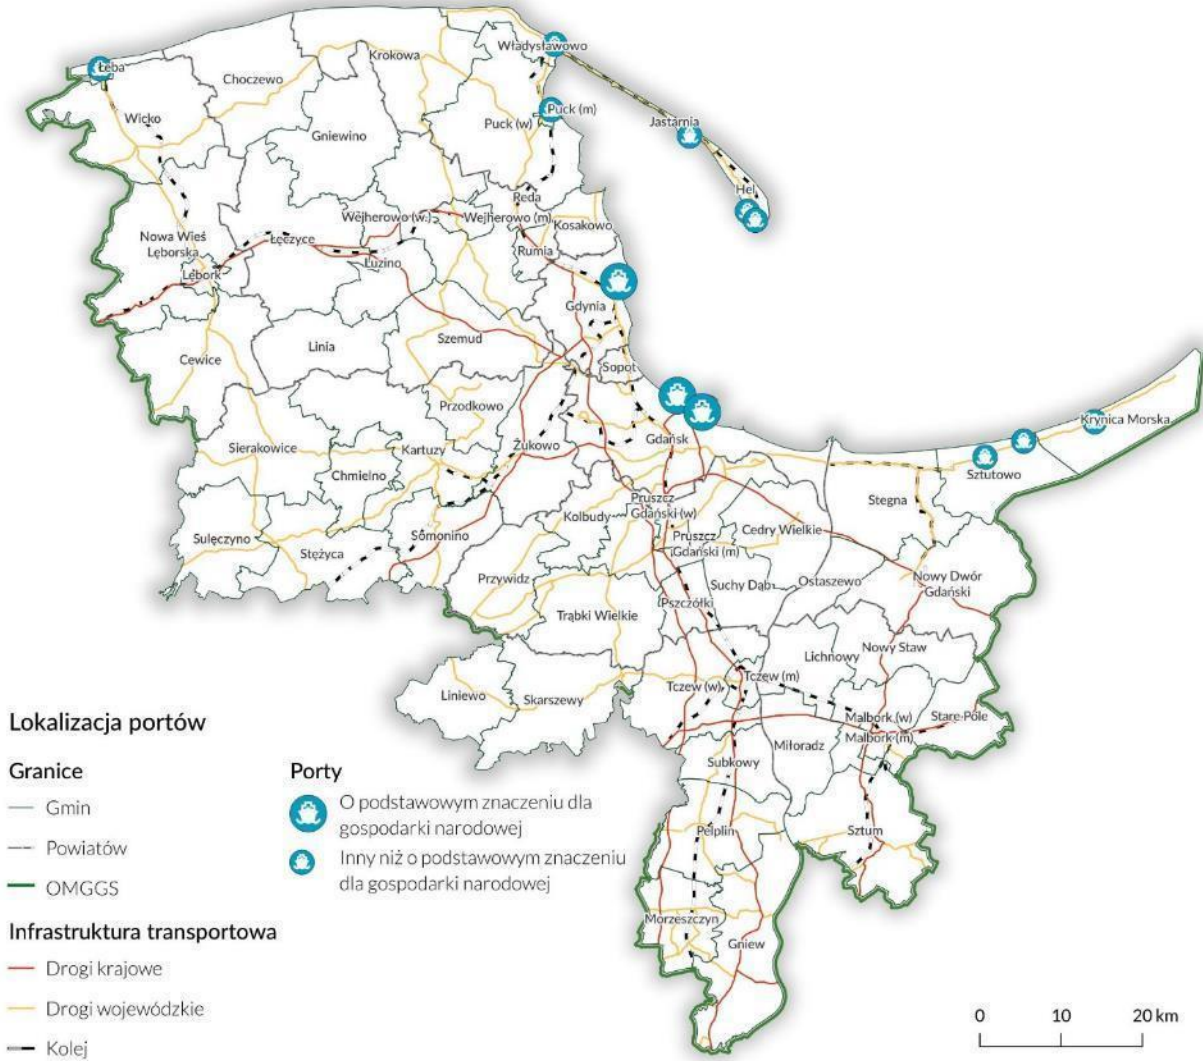 Władysławowo
Krokowa
Łeba
Choczewo
Wicko
Puck (m)
Puck (w)
Jastarnia
Gniewino
Hel
Reda
Wejherowo (w.)
Wejherowo (m)
Kosakowo
Nowa Wieś
Lęborska
Łęczyce
Rumia
Luzino
Lębork
Gdynia
Szemud
Linia
Cewice
Sopot
Przodkowo
Krynica Morska
Gdańsk
Żukowo
Sierakowice
Kartuzy
Chmielno
Sztutowo
Stegna
Pruszcz
Gdański (w)
Kolbudy
Cedry Wielkie
Somonino
Sulęczyno
Pruszcz
Gdański (m)
Stężyca
Przywidz
Suchy Dąb
Ostaszewo
Nowy Dwór
Gdański
Pszczółki
Trąbki Wielkie
Nowy Staw
Lichnowy
Tczew (m)
Tczew (w)
Liniewo
Skarszewy
Malbork (w)
Stare Pole
Malbork (m)
Miłoradz
Subkowy
Pelplin
Sztum
Morzeszczyn
Gniew
Lokalizacja portów
Granice
Gmin
Powiatów
OMGGS
Infrastruktura transportowa
Drogi krajowe
Drogi wojewódzkie
Kolej
Porty
O podstawowym znaczeniu dla
gospodarki narodowej
Inny niż o podstawowym znaczeniu
dla gospodarki narodowej
0 10 20 km